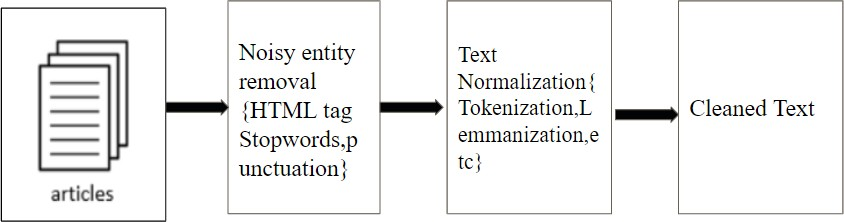 articles
Noisy entity
removal
{HTML tag
Stopwords,p
unctuation}
Text
Normalization{
Tokenization,L
emmanization,e
tc}
Cleaned Text